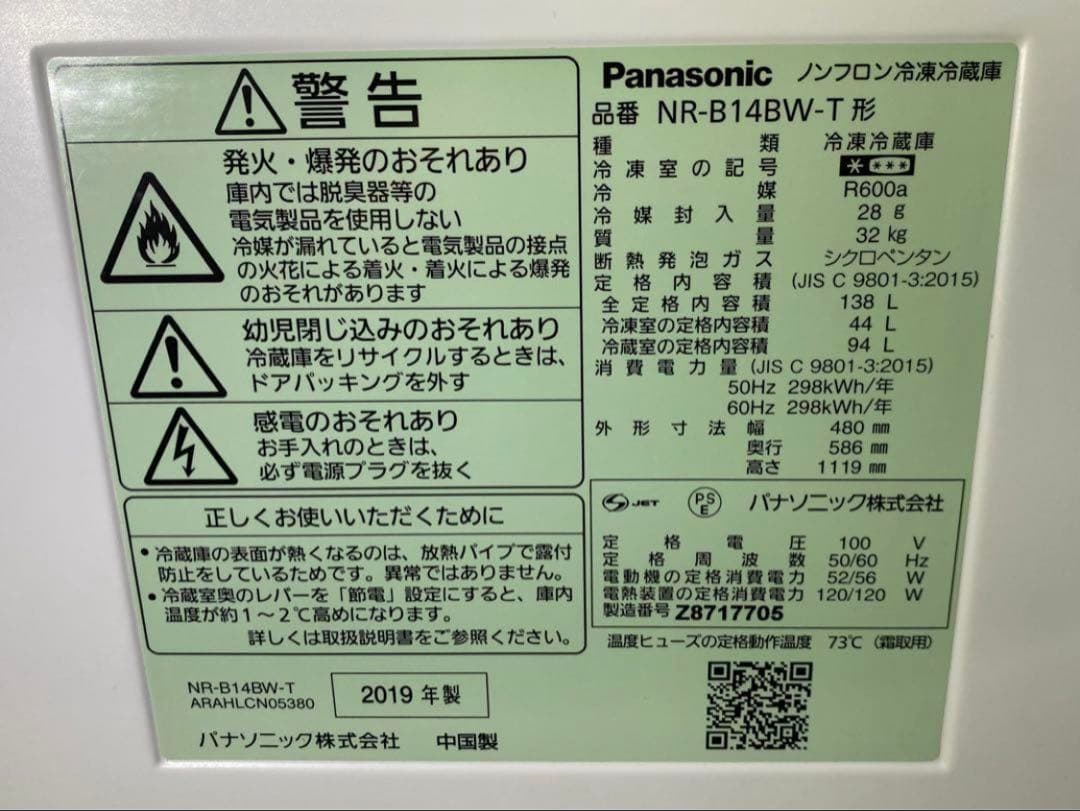 警告
発火・爆発のおそれあり
庫内では脱臭器等の
電気製品を使用しない
冷媒が漏れていると電気製品の接点
の火花による着火・着火による爆発
のおそれがあります
幼児閉じ込みのおそれあり
冷蔵庫をリサイクルするときは、
ドアパッキングを外す
感電のおそれあり
お手入れのときは、
必ず電源プラグを抜く
正しくお使いいただくために
・冷蔵庫の表面が熱くなるのは、放熱パイプで露付
防止をしているためです。異常ではありません。
・冷蔵室奥のレバーを「節電」設定にすると、庫内
温度が約1～2℃高めになります。
詳しくは取扱説明書をご参照ください。
NR-B14BW-T
ARAHLCN05380
2019年製
パナソニック株式会社 中国製
Panasonic ノンフロン冷凍冷蔵庫
品番 NR-B14BW-T形
種類 冷凍冷蔵庫
冷凍室の記号 * ***
冷媒 R600a
冷媒封入量 28 g
質量 32 kg
断熱発泡ガス シクロペンタン
定格内容積 (JIS C 9801-3:2015)
全定格内容積 138 L
冷凍室の定格内容積 44 L
冷蔵室の定格内容積 94 L
消費電力量 (JIS C 9801-3:2015)
50Hz 298kWh/年
60Hz 298kWh/年
外形寸法 幅 480 mm
奥行 586 mm
高さ 1119 mm
S JET PS E パナソニック株式会社
定格電圧 100 V
定格周波数 50/60 Hz
電動機の定格消費電力 52/56 W
電熱装置の定格消費電力 120/120 W
製造番号 Z8717705
温度ヒューズの定格動作温度 73℃（霜取用）